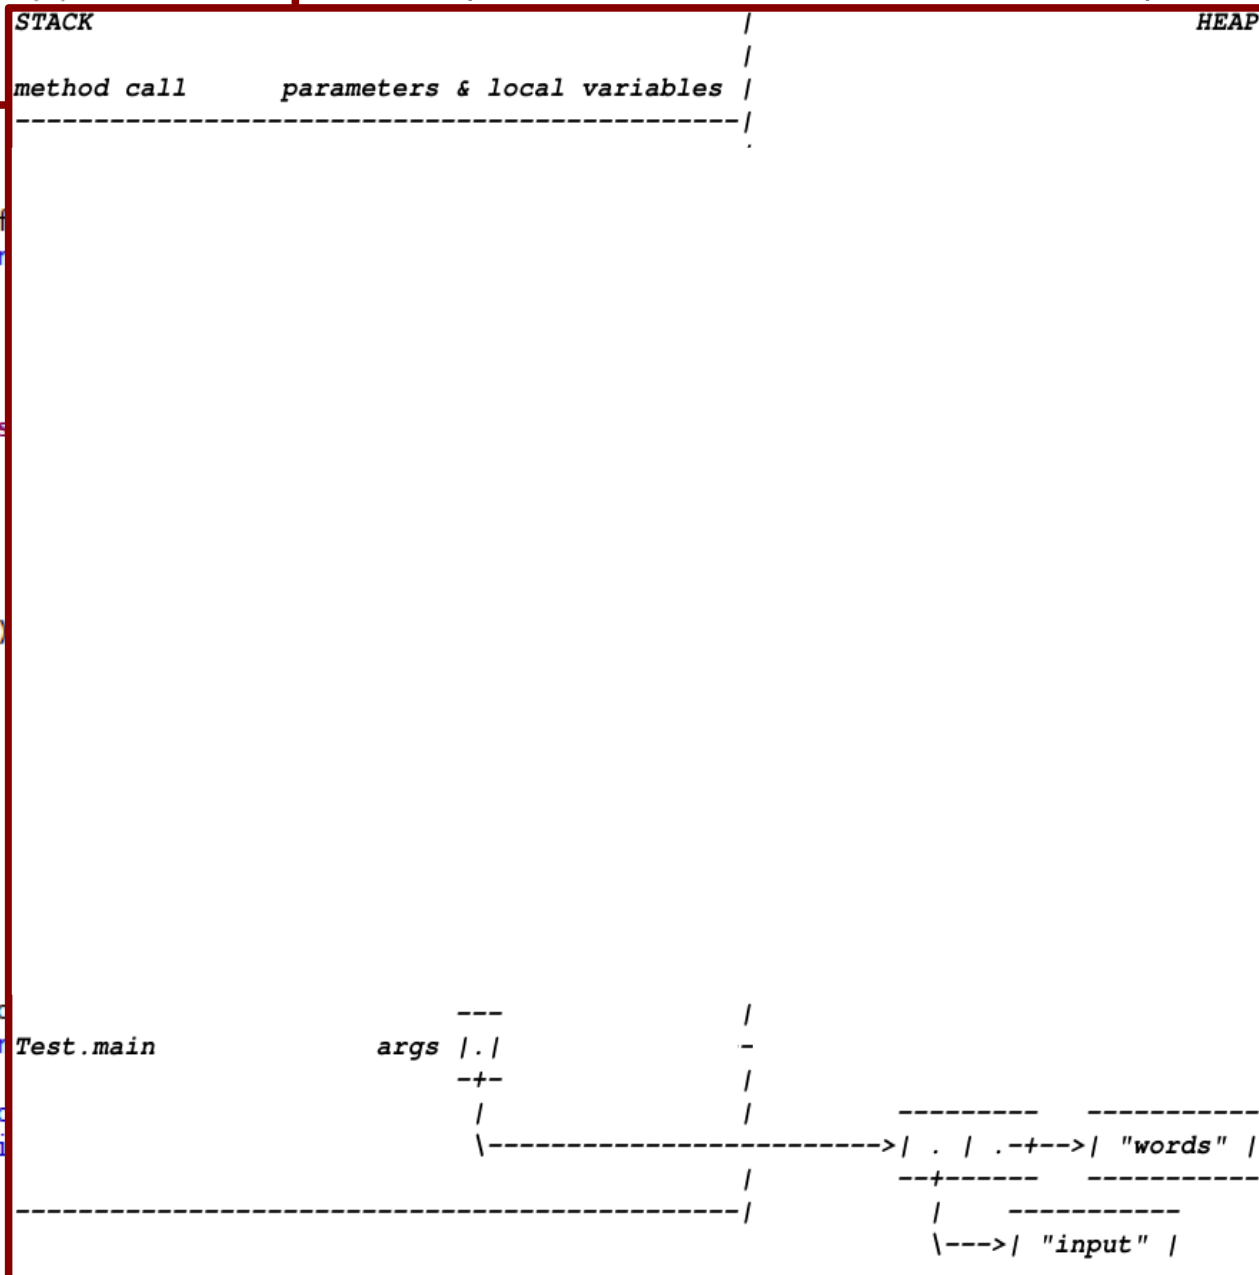 STACK | HEAP
|
method call parameters & local variables |
-----------------------------------------------|
--- |
Test.main args |.| -
-+- |
| | --------- -----------
\------------------------->| . | .-+-->| "words" |
| --+------ -----------
-----------------------------------------------| | -----------
\--->| "input" |